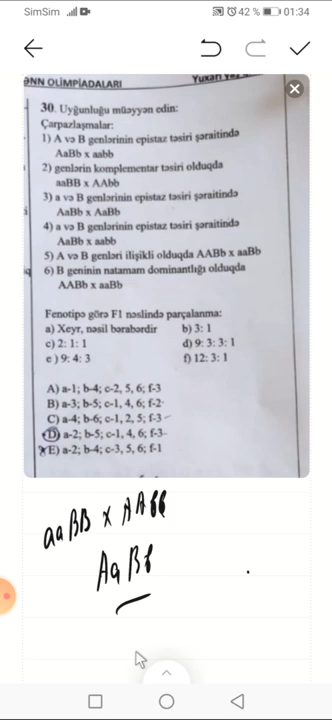 SimSim 42 % 01:34
ƏNN OLİMPİADALARI
30. Uyğunluğu müəyyən edin:
Çarpazlaşmalar:
1) A və B genlərinin epistaz təsiri şəraitində
AaBb x aabb
2) genlərin komplementar təsiri olduqda
aaBB x AAbb
3) a və B genlərinin epistaz təsiri şəraitində
AaBb x AaBb
4) a və B genlərinin epistaz təsiri şəraitində
AaBb x aabb
5) A və B genləri ilişikli olduqda AABb x aaBb
6) B geninin natamam dominantlığı olduqda
AABb x aaBb
Fenotipə görə F1 nəslində parçalanma:
a) Xeyr, nəsil bərabərdir b) 3: 1
c) 2: 1: 1 d) 9: 3: 3: 1
e) 9: 4: 3 f) 12: 3: 1
A) a-1; b-4; c-2, 5, 6; f-3
B) a-3; b-5; c-1, 4, 6; f-2
C) a-4; b-6; c-1, 2, 5; f-3
D) a-2; b-5; c-1, 4, 6; f-3
E) a-2; b-4; c-3, 5, 6; f-1
aaBB x AAbb
AaBb